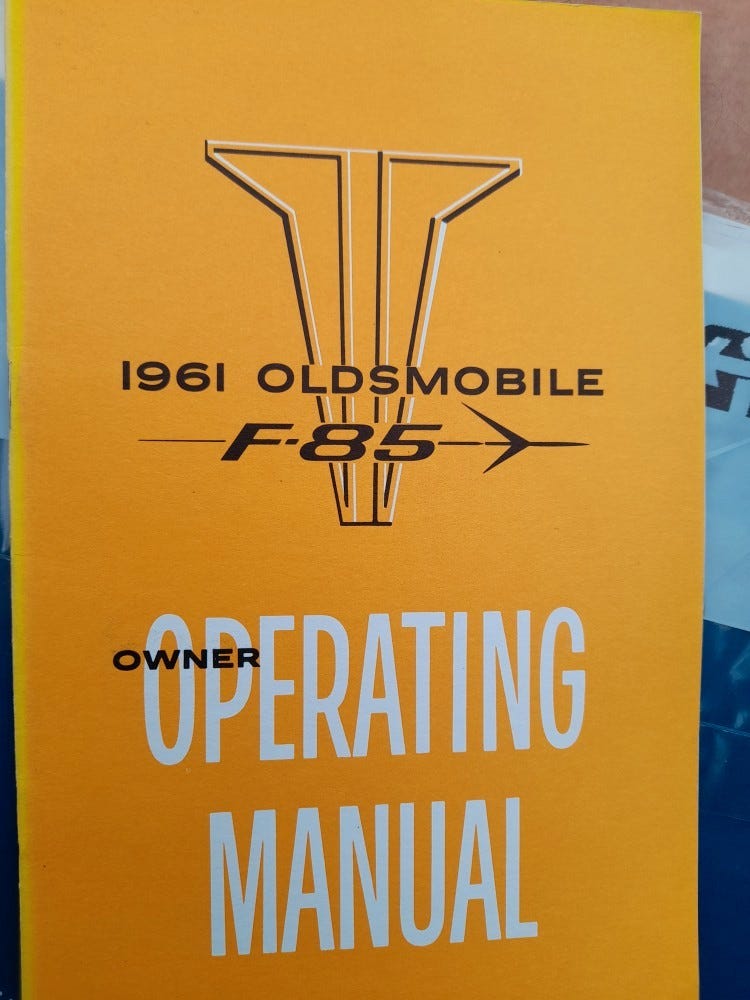 1961 OLDSMOBILE
F-85
OWNER
OPERATING
MANUAL